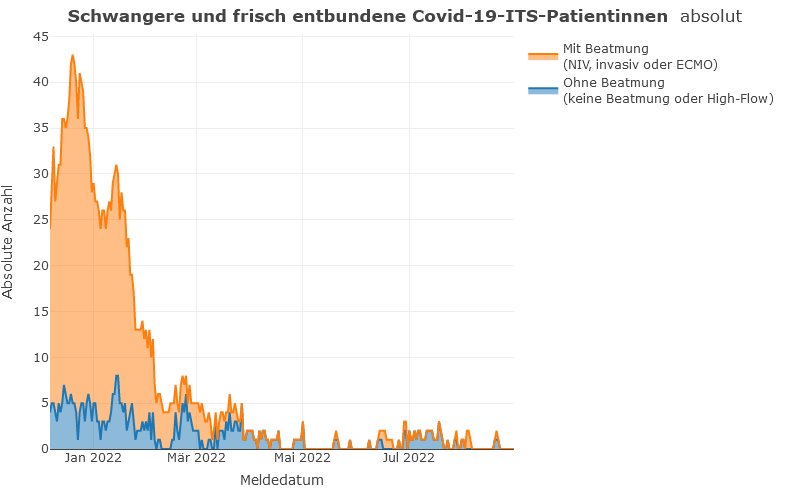 Schwangere und frisch entbundene Covid-19-ITS-Patientinnen absolut
Mit Beatmung
(NIV, invasiv oder ECMO)
Ohne Beatmung
(keine Beatmung oder High-Flow)
Absolute Anzahl
45
40
35
30
25
20
15
10
5
0
Jan 2022
Mär 2022
Mai 2022
Jul 2022
Meldedatum